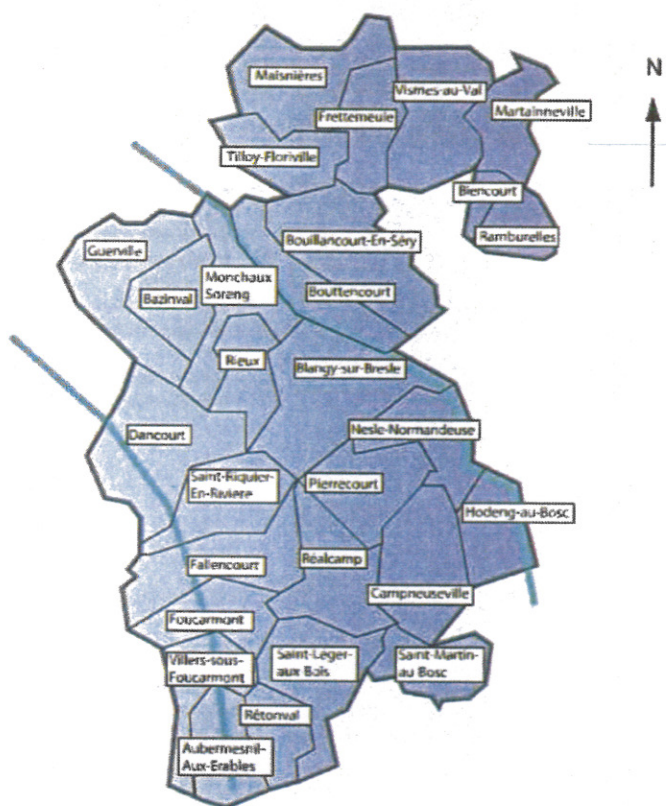 N
Maisnières
Vismes-au-Val
Martainneville
Frettemeule
Tilloy-Floriville
Biencourt
Ramburelles
Bouillancourt-En-Séry
Guerville
Monchaux
Soreng
Bazinval
Bouttencourt
Rieux
Blangy-sur-Bresle
Dancourt
Nesle-Normandeuse
Saint-Riquier-
En-Rivière
Pierrecourt
Hodeng-au-Bosc
Fallencourt
Réalcamp
Campneuseville
Foucarmont
Villers-sous-
Foucarmont
Saint-Léger-
aux-Bois
Saint-Martin-
au Bosc
Rétonval
Aubermesnil-
Aux-Erables